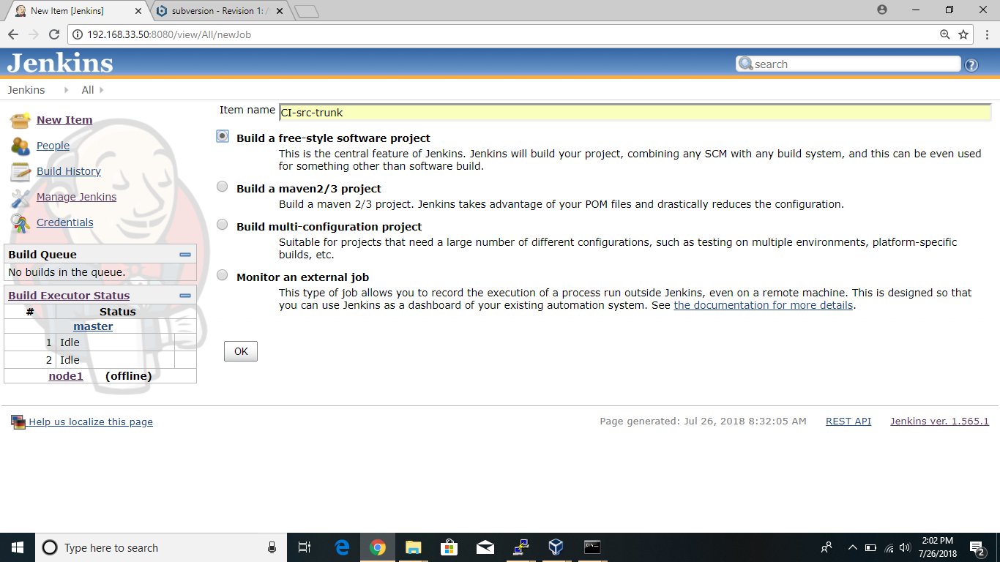 New Item [Jenkins]
subversion - Revision 1: /
192.168.33.50:8080/view/All/newJob
Jenkins
search
Jenkins
All
New Item
People
Build History
Manage Jenkins
Credentials
Build Queue
No builds in the queue.
Build Executor Status
# Status
master
1 Idle
2 Idle
node1 (offline)
Item name CI-src-trunk
Build a free-style software project
This is the central feature of Jenkins. Jenkins will build your project, combining any SCM with any build system, and this can be even used
for something other than software build.
Build a maven2/3 project
Build a maven 2/3 project. Jenkins takes advantage of your POM files and drastically reduces the configuration.
Build multi-configuration project
Suitable for projects that need a large number of different configurations, such as testing on multiple environments, platform-specific
builds, etc.
Monitor an external job
This type of job allows you to record the execution of a process run outside Jenkins, even on a remote machine. This is designed so that
you can use Jenkins as a dashboard of your existing automation system. See the documentation for more details.
OK
Help us localize this page
Page generated: Jul 26, 2018 8:32:05 AM REST API Jenkins ver. 1.565.1
Type here to search
2:02 PM
7/26/2018
2